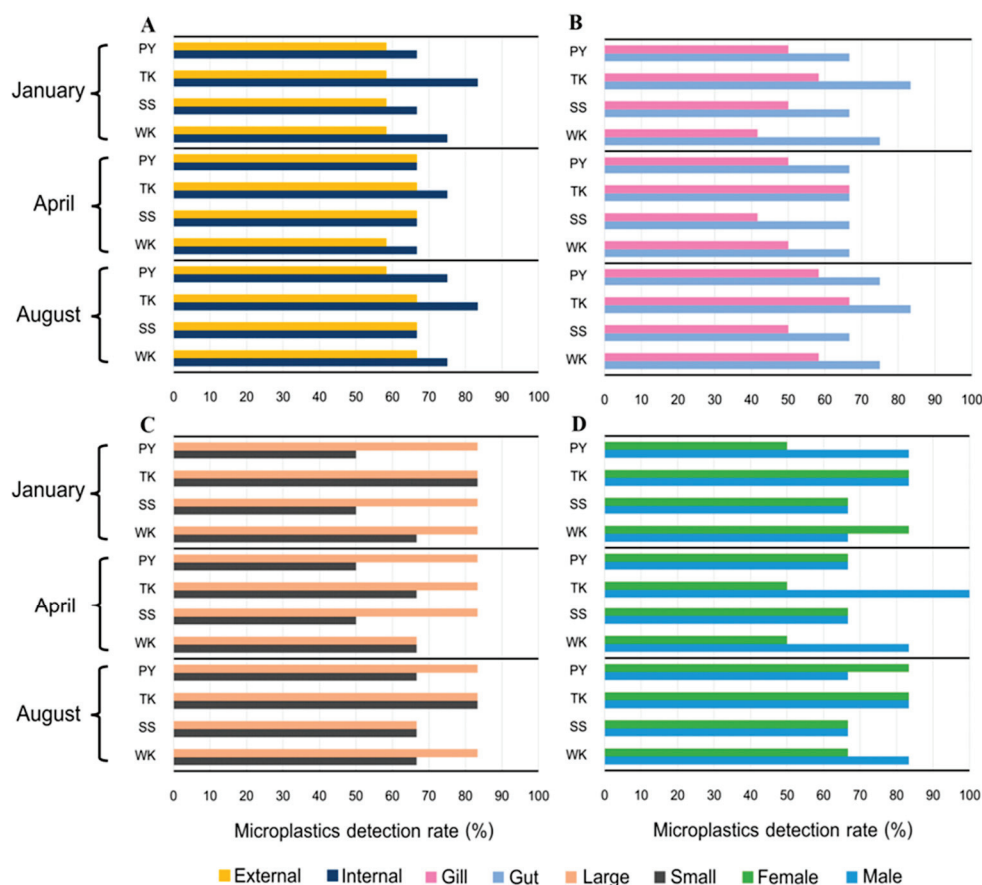 A
B
January
PY
TK
SS
WK
PY
TK
SS
WK
April
PY
TK
SS
WK
PY
TK
SS
WK
August
PY
TK
SS
WK
PY
TK
SS
WK
0 10 20 30 40 50 60 70 80 90 100
0 10 20 30 40 50 60 70 80 90 100
C
D
January
PY
TK
SS
WK
PY
TK
SS
WK
April
PY
TK
SS
WK
PY
TK
SS
WK
August
PY
TK
SS
WK
PY
TK
SS
WK
0 10 20 30 40 50 60 70 80 90 100
0 10 20 30 40 50 60 70 80 90 100
Microplastics detection rate (%)
Microplastics detection rate (%)
External Internal Gill Gut Large Small Female Male